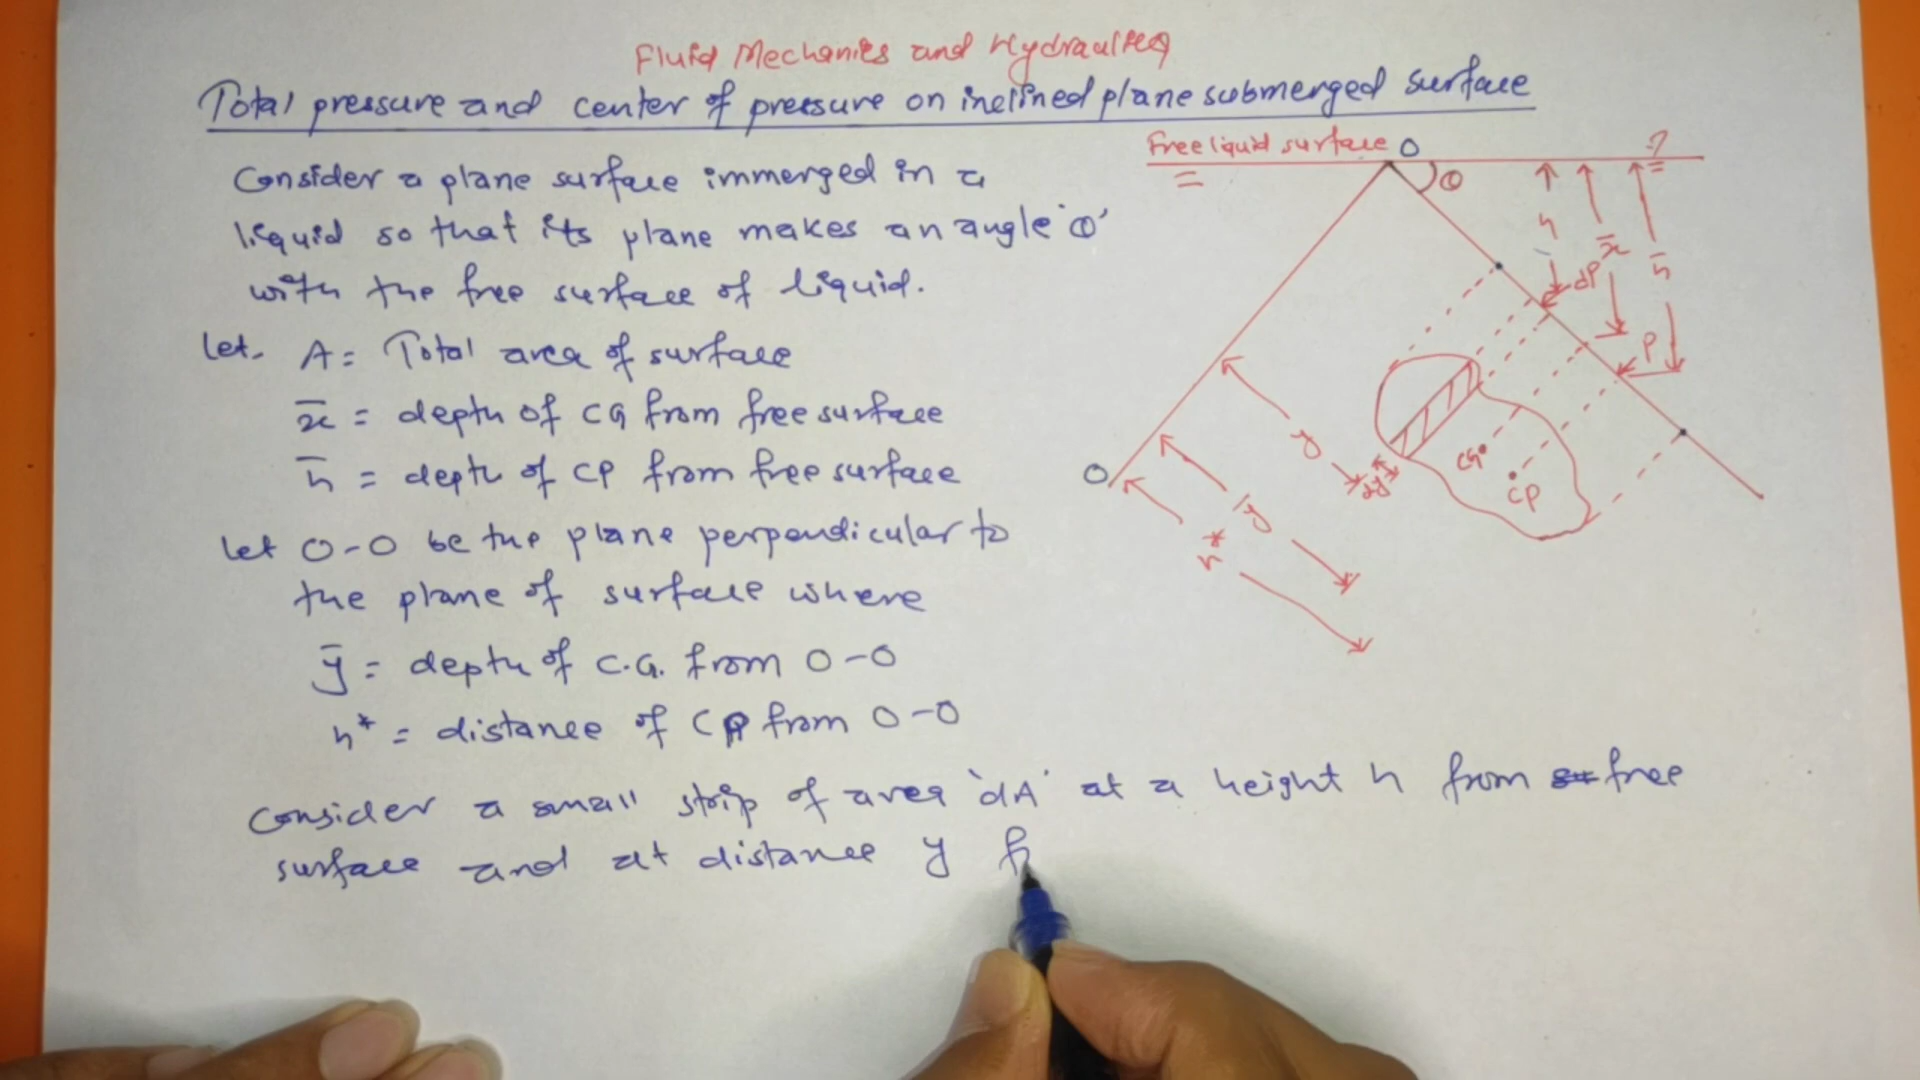 Fluid Mechanics and Hydraulics
Total pressure and center of pressure on inclined plane submerged surface
Consider a plane surface immerged in a
liquid so that its plane makes an angle 'θ'
with the free surface of liquid.
Let, A = Total area of surface
x̄ = depth of CG from free surface
h̄ = depth of CP from free surface
Let O-O be the plane perpendicular to
the plane of surface where
ȳ = depth of C.G. from O-O
h* = distance of CP from O-O
Consider a small strip of area 'dA' at a height h from free
surface and at distance y
Free liquid surface O
θ
h
x̄
h̄
dP
P
y
dy
CG
CP
O
ȳ
h*